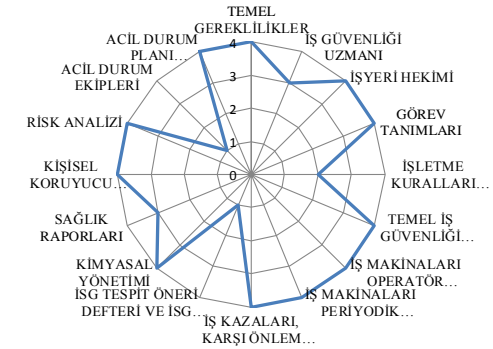 TEMEL
GEREKLİLİKLER
İŞ GÜVENLİĞİ
UZMANI
İŞYERİ HEKİMİ
GÖREV
TANIMLARI
İŞLETME
KURALLARI…
TEMEL İŞ
GÜVENLİĞİ…
İŞ MAKİNALARI
OPERATÖR…
İŞ MAKİNALARI
PERİYODİK…
İŞ KAZALARI,
KARŞI ÖNLEM…
İSG TESPİT ÖNERİ
DEFTERİ VE İSG…
KİMYASAL
YÖNETİMİ
SAĞLIK
RAPORLARI
KİŞİSEL
KORUYUCU…
RİSK ANALİZİ
ACİL DURUM
EKİPLERİ
ACİL DURUM
PLANI…
4
3
2
1
0